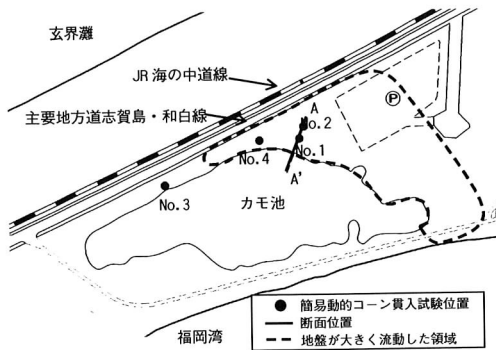 玄界灘
JR 海の中道線
主要地方道志賀島・和白線
A
No.2
P
No.1
No.4
A'
No.3
カモ池
福岡湾
簡易動的コーン貫入試験位置
断面位置
地盤が大きく流動した領域